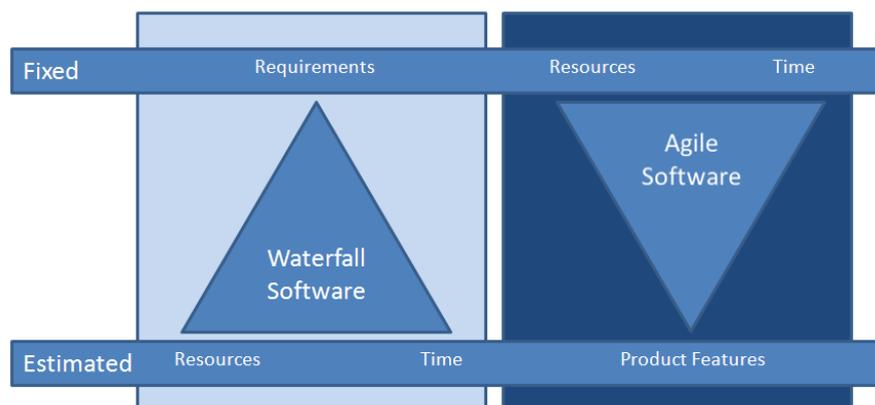 Fixed
Requirements
Resources
Time
Agile
Software
Waterfall
Software
Estimated
Resources
Time
Product Features